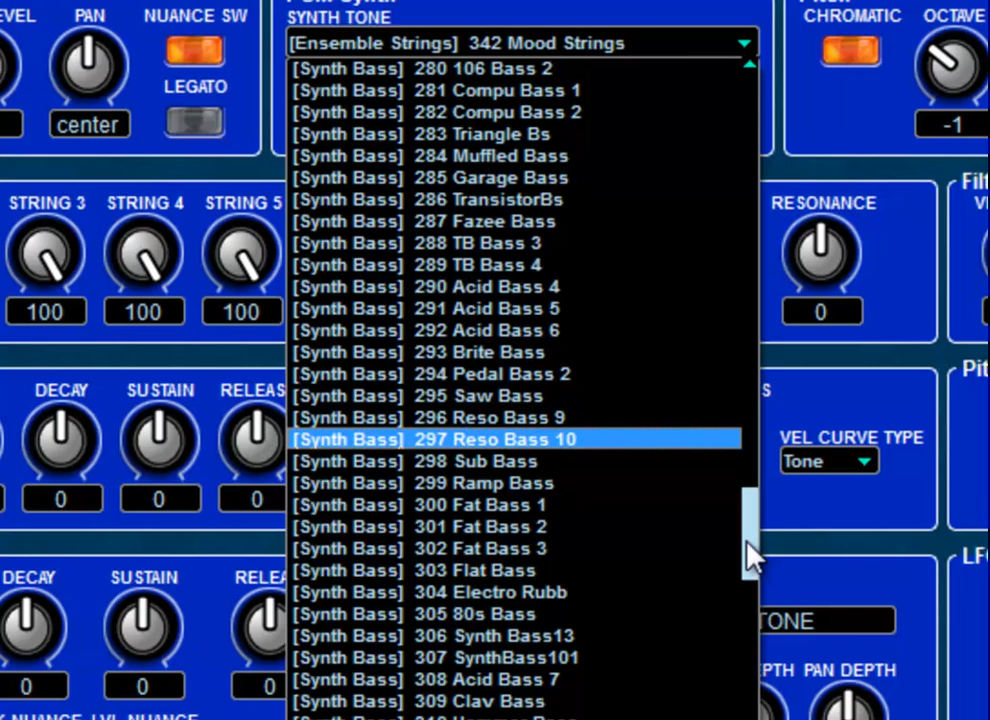 PAN
NUANCE SW
LEGATO
center
SYNTH TONE
[Ensemble Strings] 342 Mood Strings
CHROMATIC
OCTAVE
-1
[Synth Bass] 280 106 Bass 2
[Synth Bass] 281 Compu Bass 1
[Synth Bass] 282 Compu Bass 2
[Synth Bass] 283 Triangle Bs
[Synth Bass] 284 Muffled Bass
[Synth Bass] 285 Garage Bass
[Synth Bass] 286 TransistorBs
[Synth Bass] 287 Fazee Bass
[Synth Bass] 288 TB Bass 3
[Synth Bass] 289 TB Bass 4
[Synth Bass] 290 Acid Bass 4
[Synth Bass] 291 Acid Bass 5
[Synth Bass] 292 Acid Bass 6
[Synth Bass] 293 Brite Bass
[Synth Bass] 294 Pedal Bass 2
[Synth Bass] 295 Saw Bass
[Synth Bass] 296 Reso Bass 9
[Synth Bass] 297 Reso Bass 10
[Synth Bass] 298 Sub Bass
[Synth Bass] 299 Ramp Bass
[Synth Bass] 300 Fat Bass 1
[Synth Bass] 301 Fat Bass 2
[Synth Bass] 302 Fat Bass 3
[Synth Bass] 303 Flat Bass
[Synth Bass] 304 Electro Rubb
[Synth Bass] 305 80s Bass
[Synth Bass] 306 Synth Bass13
[Synth Bass] 307 SynthBass101
[Synth Bass] 308 Acid Bass 7
[Synth Bass] 309 Clav Bass
STRING 3 STRING 4 STRING 5
100 100 100
RESONANCE
0
Filt
DECAY SUSTAIN RELEAS
0 0 0
VEL CURVE TYPE
Tone
Pit
DECAY SUSTAIN RELEA
0 0 0
TONE
LF
PTH PAN DEPTH